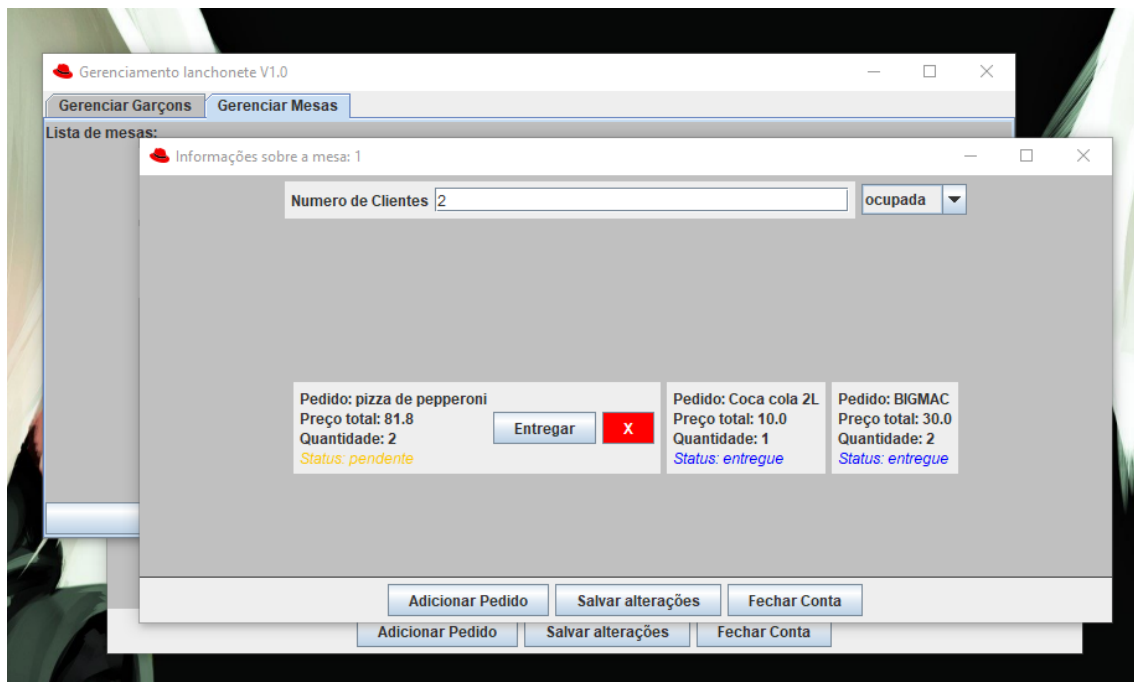 Gerenciamento lanchonete V1.0
Gerenciar Garçons
Gerenciar Mesas
Lista de mesas:
Informações sobre a mesa: 1
Numero de Clientes 2
ocupada
Pedido: pizza de pepperoni
Preço total: 81.8
Quantidade: 2
Status: pendente
Entregar
X
Pedido: Coca cola 2L
Preço total: 10.0
Quantidade: 1
Status: entregue
Pedido: BIGMAC
Preço total: 30.0
Quantidade: 2
Status: entregue
Adicionar Pedido
Salvar alterações
Fechar Conta
Adicionar Pedido
Salvar alterações
Fechar Conta